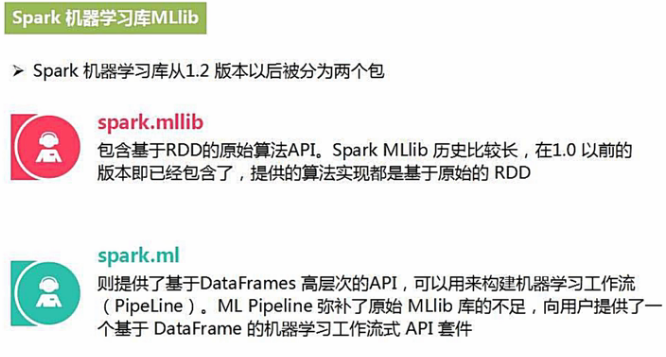 Spark 机器学习库MLlib
➢ Spark 机器学习库从1.2 版本以后被分为两个包
spark.mllib
包含基于RDD的原始算法API。Spark MLlib 历史比较长，在1.0 以前的
版本即已经包含了，提供的算法实现都是基于原始的 RDD
spark.ml
则提供了基于DataFrames 高层次的API，可以用来构建机器学习工作流
（PipeLine）。ML Pipeline 弥补了原始 MLlib 库的不足，向用户提供了一
个基于 DataFrame 的机器学习工作流式 API 套件